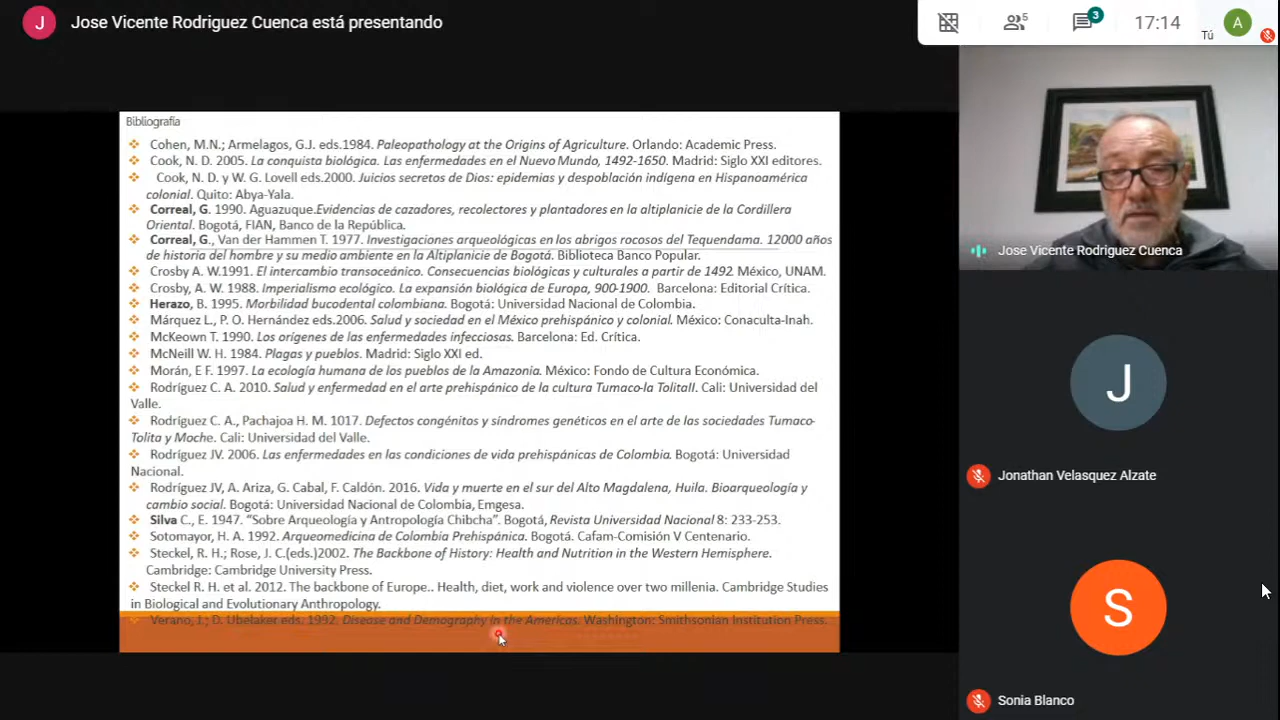 J
Jose Vicente Rodriguez Cuenca está presentando
5
3
17:14
Tú
A
Bibliografía
Cohen, M.N.; Armelagos, G.J. eds.1984. Paleopathology at the Origins of Agriculture. Orlando: Academic Press.
Cook, N. D. 2005. La conquista biológica. Las enfermedades en el Nuevo Mundo, 1492-1650. Madrid: Siglo XXI editores.
Cook, N. D. y W. G. Lovell eds.2000. Juicios secretos de Dios: epidemias y despoblación indígena en Hispanoamérica
colonial. Quito: Abya-Yala.
Correal, G. 1990. Aguazuque.Evidencias de cazadores, recolectores y plantadores en la altiplanicie de la Cordillera
Oriental. Bogotá, FIAN, Banco de la República.
Correal, G., Van der Hammen T. 1977. Investigaciones arqueológicas en los abrigos rocosos del Tequendama. 12000 años
de historia del hombre y su medio ambiente en la Altiplanicie de Bogotá. Biblioteca Banco Popular.
Crosby A. W.1991. El intercambio transoceánico. Consecuencias biológicas y culturales a partir de 1492. México, UNAM.
Crosby, A. W. 1988. Imperialismo ecológico. La expansión biológica de Europa, 900-1900. Barcelona: Editorial Crítica.
Herazo, B. 1995. Morbilidad bucodental colombiana. Bogotá: Universidad Nacional de Colombia.
Márquez L., P. O. Hernández eds.2006. Salud y sociedad en el México prehispánico y colonial. México: Conaculta-Inah.
McKeown T. 1990. Los orígenes de las enfermedades infecciosas. Barcelona: Ed. Crítica.
McNeill W. H. 1984. Plagas y pueblos. Madrid: Siglo XXI ed.
Morán, E F. 1997. La ecología humana de los pueblos de la Amazonía. México: Fondo de Cultura Económica.
Rodríguez C. A. 2010. Salud y enfermedad en el arte prehispánico de la cultura Tumaco-la TolitaII. Cali: Universidad del
Valle.
Rodríguez C. A., Pachajoa H. M. 1017. Defectos congénitos y síndromes genéticos en el arte de las sociedades Tumaco-
Tolita y Moche. Cali: Universidad del Valle.
Rodríguez JV. 2006. Las enfermedades en las condiciones de vida prehispánicas de Colombia. Bogotá: Universidad
Nacional.
Rodríguez JV, A. Ariza, G. Cabal, F. Caldón. 2016. Vida y muerte en el sur del Alto Magdalena, Huila. Bioarqueología y
cambio social. Bogotá: Universidad Nacional de Colombia, Emgesa.
Silva C., E. 1947. “Sobre Arqueología y Antropología Chibcha”. Bogotá, Revista Universidad Nacional 8: 233-253.
Sotomayor, H. A. 1992. Arqueomedicina de Colombia Prehispánica. Bogotá. Cafam-Comisión V Centenario.
Steckel, R. H.; Rose, J. C.(eds.)2002. The Backbone of History: Health and Nutrition in the Western Hemisphere.
Cambridge: Cambridge University Press.
Steckel R. H. et al. 2012. The backbone of Europe.. Health, diet, work and violence over two millenia. Cambridge Studies
in Biological and Evolutionary Anthropology.
Verano, J.; D. Ubelaker eds. 1992. Disease and Demography in the Americas. Washington: Smithsonian Institution Press.
Jose Vicente Rodriguez Cuenca
J
Jonathan Velasquez Alzate
S
Sonia Blanco